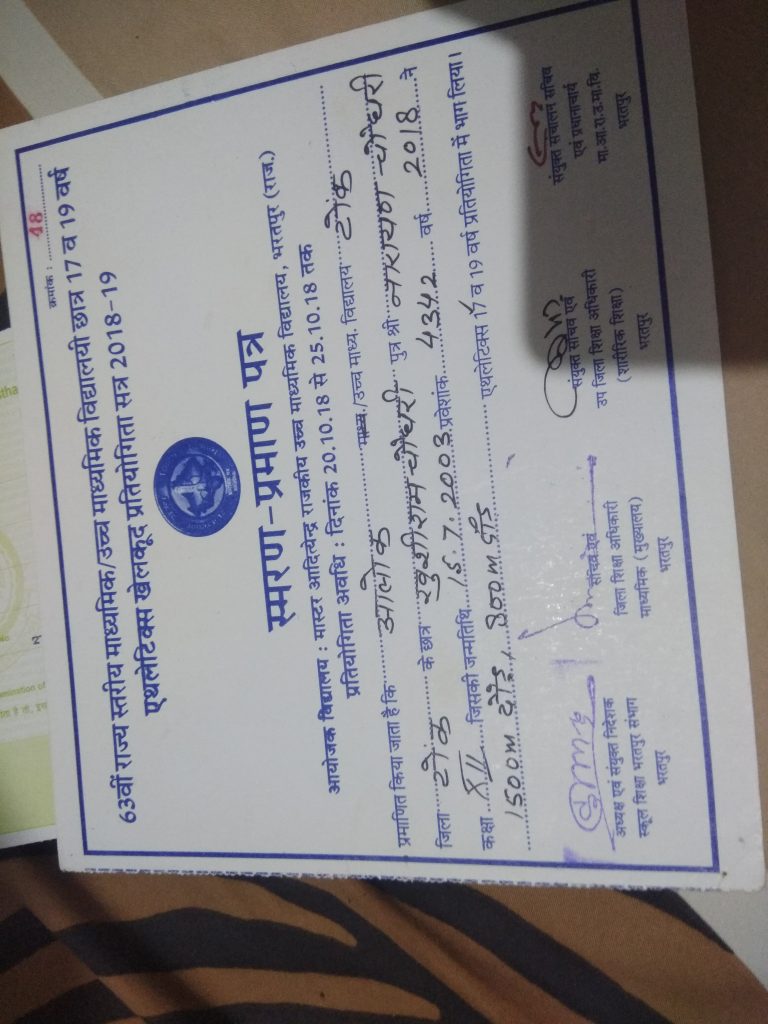 क्रमांक : 48
63वीं राज्य स्तरीय माध्यमिक/उच्च माध्यमिक विद्यालयी छात्र 17 व 19 वर्ष
एथलेटिक्स खेलकूद प्रतियोगिता सत्र 2018-19
स्मरण-प्रमाण पत्र
आयोजक विद्यालय : मास्टर आदित्येन्द्र राजकीय उच्च माध्यमिक विद्यालय, भरतपुर (राज.)
प्रतियोगिता अवधि : दिनांक 20.10.18 से 25.10.18 तक
प्रमाणित किया जाता है कि आलोक माध्य./उच्च माध्य. विद्यालय टोंक
जिला टोंक के छात्र खुशीराम चौधरी पुत्र श्री नारायण चौधरी
कक्षा XII जिसकी जन्मतिथि 15.7.2003 प्रवेशांक 4342 वर्ष 2018 ने
1500m दौड़, 800m दौड़ एथलेटिक्स 17 व 19 वर्ष प्रतियोगिता में भाग लिया।
अध्यक्ष एवं संयुक्त निदेशक
स्कूल शिक्षा भरतपुर संभाग
भरतपुर
सचिव एवं
जिला शिक्षा अधिकारी
माध्यमिक (मुख्यालय)
भरतपुर
संयुक्त सचिव एवं
उप जिला शिक्षा अधिकारी
(शारीरिक शिक्षा)
भरतपुर
संयुक्त संचालन सचिव
एवं प्रधानाचार्य
मा.आ.रा.उ.मा.वि.
भरतपुर